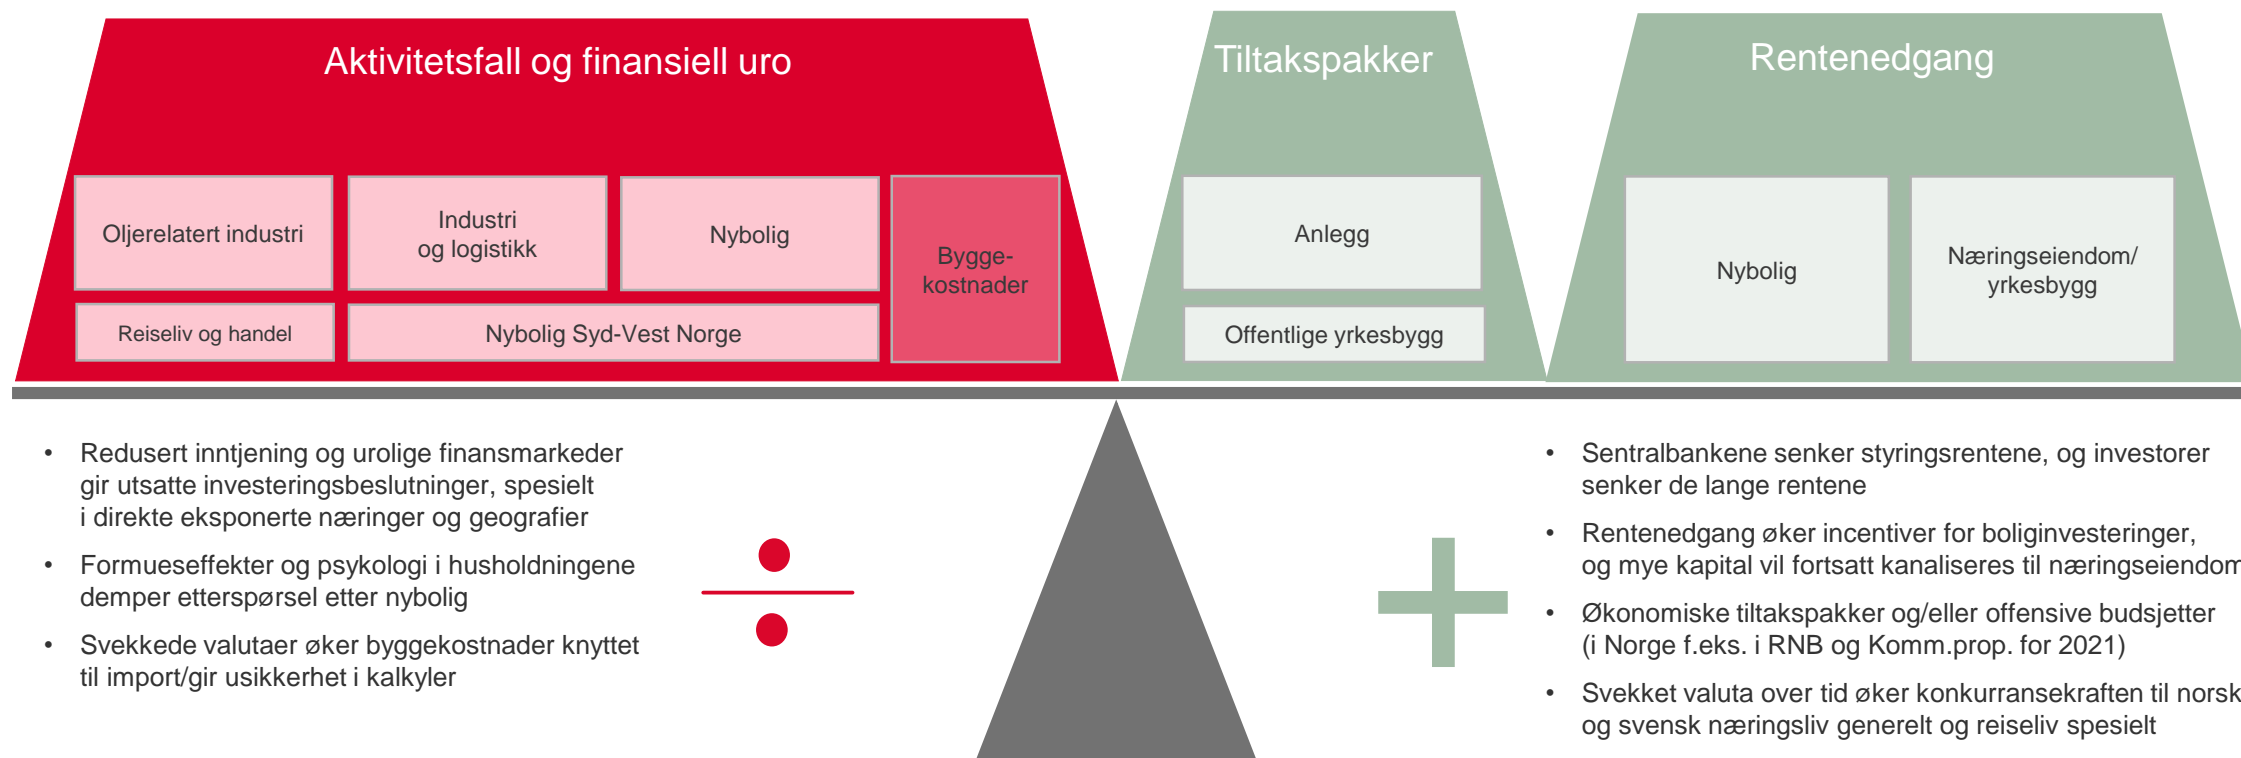 Aktivitetsfall og finansiell uro
Oljerelatert industri
Industri
og logistikk
Nybolig
Bygge-
kostnader
Reiseliv og handel
Nybolig Syd-Vest Norge
Tiltakspakker
Anlegg
Offentlige yrkesbygg
Rentenedgang
Nybolig
Næringseiendom/
yrkesbygg
• Redusert inntjening og urolige finansmarkeder
gir utsatte investeringsbeslutninger, spesielt
i direkte eksponerte næringer og geografier
• Formueseffekter og psykologi i husholdningene
demper etterspørsel etter nybolig
• Svekkede valutaer øker byggekostnader knyttet
til import/gir usikkerhet i kalkyler
• Sentralbankene senker styringsrentene, og investorer
senker de lange rentene
• Rentenedgang øker incentiver for boliginvesteringer,
og mye kapital vil fortsatt kanaliseres til næringseiendom
• Økonomiske tiltakspakker og/eller offensive budsjetter
(i Norge f.eks. i RNB og Komm.prop. for 2021)
• Svekket valuta over tid øker konkurransekraften til norsk
og svensk næringsliv generelt og reiseliv spesielt